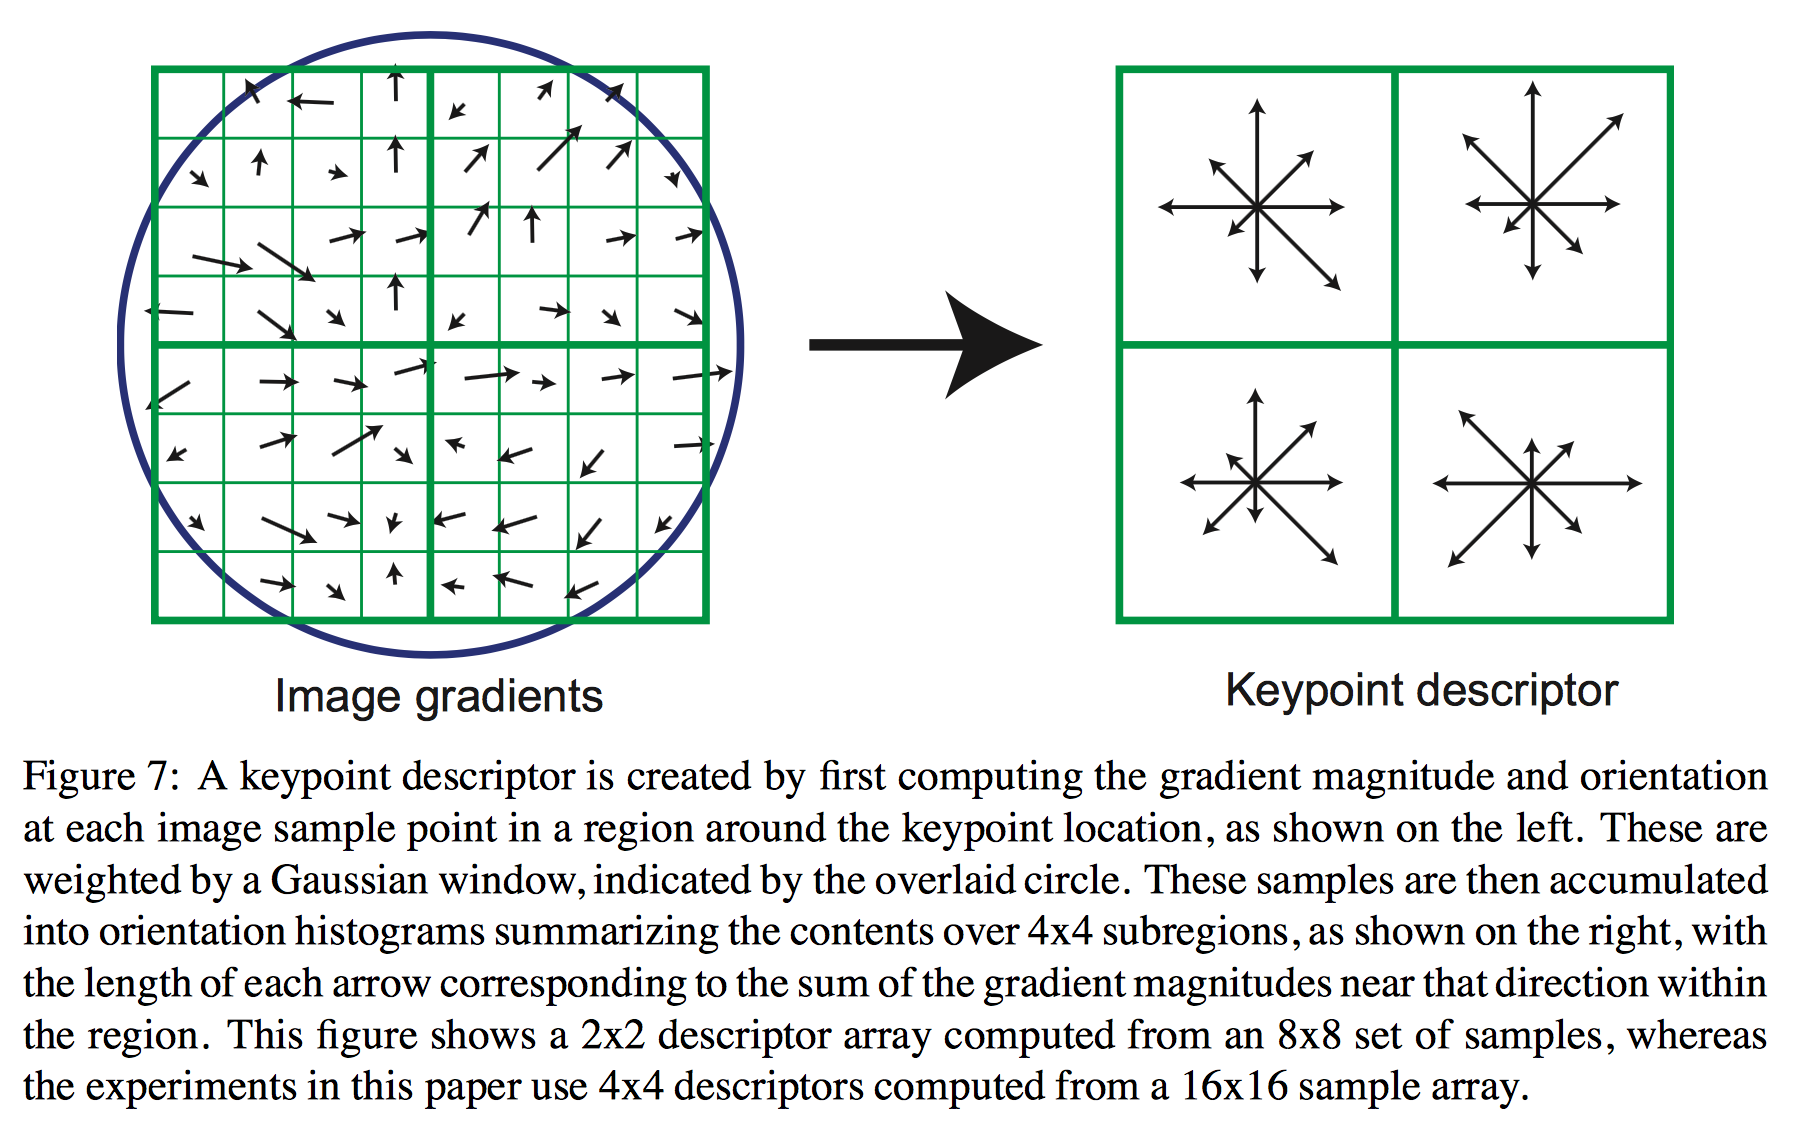 Image gradients
Keypoint descriptor
Figure 7: A keypoint descriptor is created by first computing the gradient magnitude and orientation
at each image sample point in a region around the keypoint location, as shown on the left. These are
weighted by a Gaussian window, indicated by the overlaid circle. These samples are then accumulated
into orientation histograms summarizing the contents over 4x4 subregions, as shown on the right, with
the length of each arrow corresponding to the sum of the gradient magnitudes near that direction within
the region. This figure shows a 2x2 descriptor array computed from an 8x8 set of samples, whereas
the experiments in this paper use 4x4 descriptors computed from a 16x16 sample array.